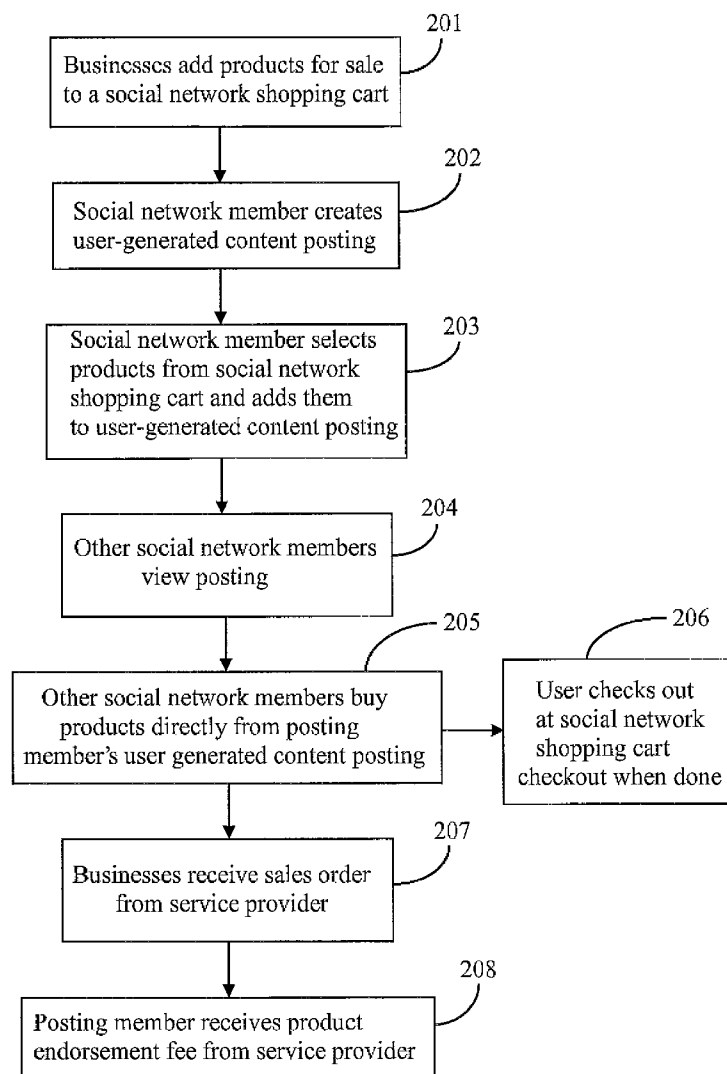 201
Businesses add products for sale
to a social network shopping cart
202
Social network member creates
user-generated content posting
203
Social network member selects
products from social network
shopping cart and adds them
to user-generated content posting
204
Other social network members
view posting
205
Other social network members buy
products directly from posting
member's user generated content posting
206
User checks out
at social network
shopping cart
checkout when done
207
Businesses receive sales order
from service provider
208
Posting member receives product
endorsement fee from service provider